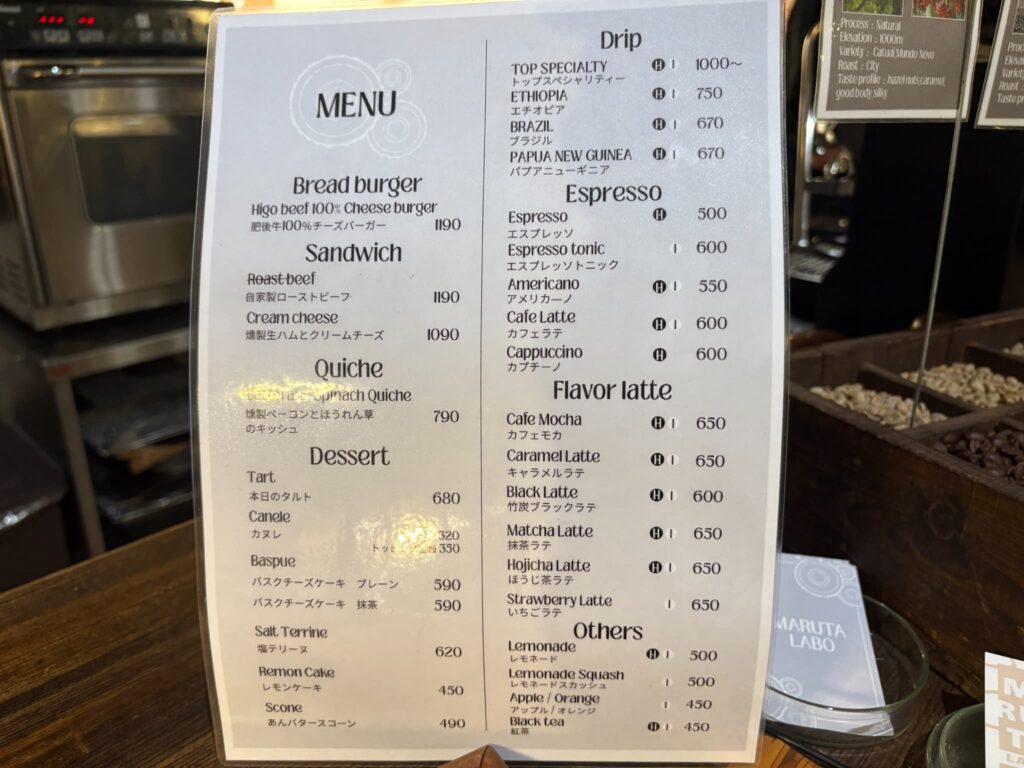 MENU
Bread burger
Higo beef 100% Cheese burger
肥後牛100%チーズバーガー 1190
Sandwich
Roast beef
自家製ローストビーフ 1190
Cream cheese
燻製生ハムとクリームチーズ 1090
Quiche
Spinach Quiche
燻製ベーコンとほうれん草
のキッシュ 790
Dessert
Tart
本日のタルト 680
Canele
カヌレ 320
350
Baspue
バスクチーズケーキ プレーン 590
バスクチーズケーキ 抹茶 590
Salt Terrine
塩テリーヌ 620
Remon Cake
レモンケーキ 450
Scone
あんバタースコーン 490
Drip
TOP SPECIALTY H I 1000〜
トップスペシャリティー
ETHIOPIA H I 750
エチオピア
BRAZIL H I 670
ブラジル
PAPUA NEW GUINEA H I 670
パプアニューギニア
Espresso
Espresso H 500
エスプレッソ
Espresso tonic I 600
エスプレッソトニック
Americano H I 550
アメリカーノ
Cafe Latte H I 600
カフェラテ
Cappuccino H 600
カプチーノ
Flavor latte
Cafe Mocha H I 650
カフェモカ
Caramel Latte H I 650
キャラメルラテ
Black Latte H I 600
竹炭ブラックラテ
Matcha Latte H I 650
抹茶ラテ
Hojicha Latte H I 650
ほうじ茶ラテ
Strawberry Latte I 650
いちごラテ
Others
Lemonade H I 500
レモネード
Lemonade Squash I 500
レモネードスカッシュ
Apple / Orange I 450
アップル / オレンジ
Black tea H I 450
紅茶
Process : Natural
Elevation : 1000m
Variety : Catuai, Mundo Novo
Roast : City
Taste profile : hazel nuts, caramel,
good body, silky
MARUTA
LABO